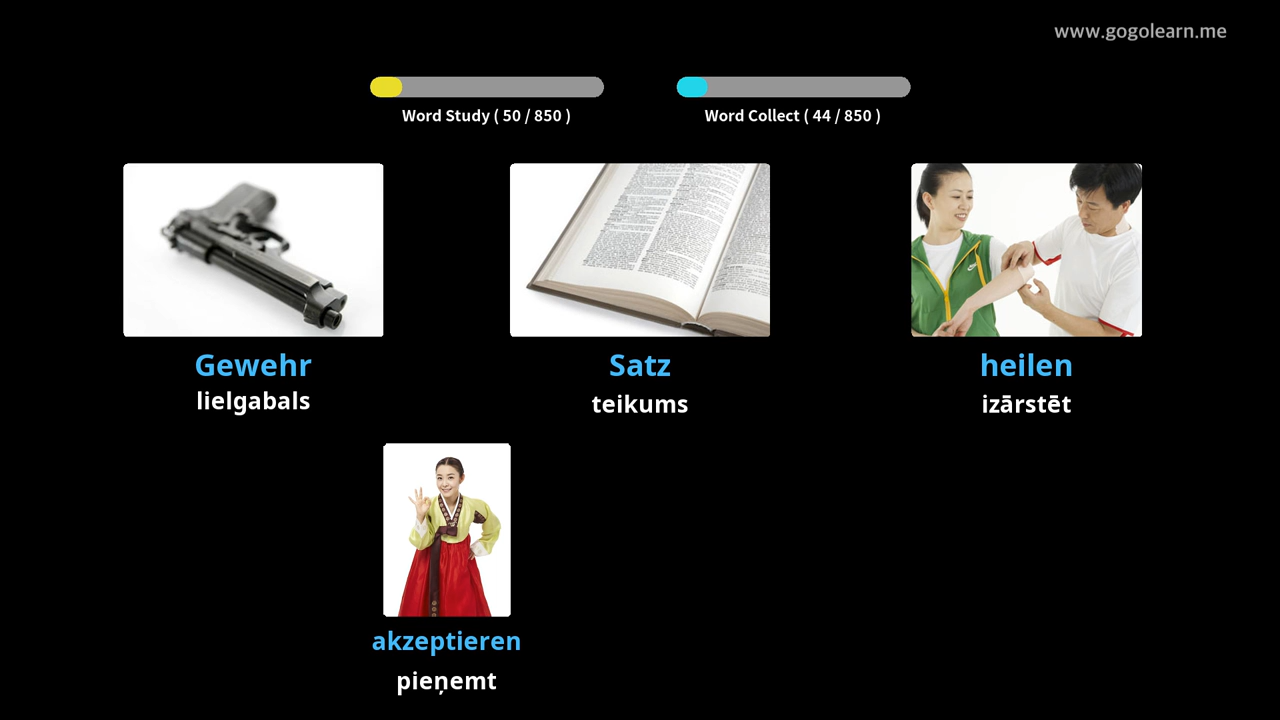 www.gogolearn.me
Word Study ( 50 / 850 )
Word Collect ( 44 / 850 )
Gewehr
lielgabals
Satz
teikums
heilen
izārstēt
akzeptieren
pieņemt